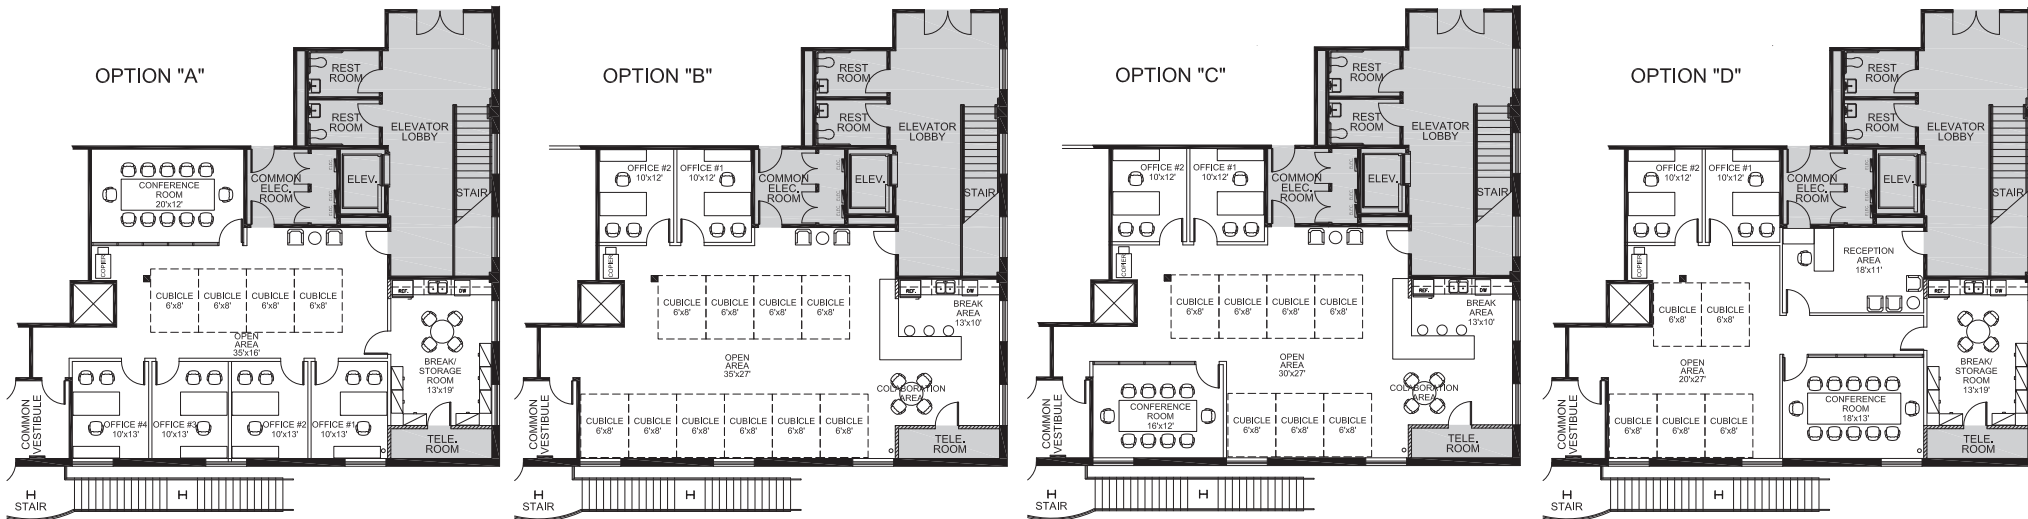 OPTION "A"
REST
ROOM
REST
ROOM
ELEVATOR
LOBBY
CONFERENCE
ROOM
20'x12'
COMMON
ELEC.
ROOM
ELEV.
STAIR
COPIER
CUBICLE
6'x8'
CUBICLE
6'x8'
CUBICLE
6'x8'
CUBICLE
6'x8'
REF.
DW
OPEN
AREA
35'x16'
BREAK/
STORAGE
ROOM
13'x19'
COMMON
VESTIBULE
OFFICE #4
10'x13'
OFFICE #3
10'x13'
OFFICE #2
10'x13'
OFFICE #1
10'x13'
TELE.
ROOM
H
STAIR
H
OPTION "B"
REST
ROOM
REST
ROOM
ELEVATOR
LOBBY
OFFICE #2
10'x12'
OFFICE #1
10'x12'
COMMON
ELEC.
ROOM
ELEV.
STAIR
COPIER
CUBICLE
6'x8'
CUBICLE
6'x8'
CUBICLE
6'x8'
CUBICLE
6'x8'
REF.
DW
BREAK
AREA
13'x10'
OPEN
AREA
35'x27'
COLABORATION
AREA
COMMON
VESTIBULE
CUBICLE
6'x8'
CUBICLE
6'x8'
CUBICLE
6'x8'
CUBICLE
6'x8'
CUBICLE
6'x8'
CUBICLE
6'x8'
TELE.
ROOM
H
STAIR
H
OPTION "C"
REST
ROOM
REST
ROOM
ELEVATOR
LOBBY
OFFICE #2
10'x12'
OFFICE #1
10'x12'
COMMON
ELEC.
ROOM
ELEV.
STAIR
COPIER
CUBICLE
6'x8'
CUBICLE
6'x8'
CUBICLE
6'x8'
CUBICLE
6'x8'
REF.
DW
BREAK
AREA
13'x10'
OPEN
AREA
30'x27'
COLABORATION
AREA
COMMON
VESTIBULE
CONFERENCE
ROOM
16'x12'
CUBICLE
6'x8'
CUBICLE
6'x8'
CUBICLE
6'x8'
TELE.
ROOM
H
STAIR
H
OPTION "D"
REST
ROOM
REST
ROOM
ELEVATOR
LOBBY
OFFICE #2
10'x12'
OFFICE #1
10'x12'
COMMON
ELEC.
ROOM
ELEV.
STAIR
COPIER
RECEPTION
AREA
18'x11'
CUBICLE
6'x8'
CUBICLE
6'x8'
REF.
DW
OPEN
AREA
20'x27'
BREAK/
STORAGE
ROOM
13'x19'
COMMON
VESTIBULE
CUBICLE
6'x8'
CUBICLE
6'x8'
CUBICLE
6'x8'
CONFERENCE
ROOM
18'x13'
TELE.
ROOM
H
STAIR
H